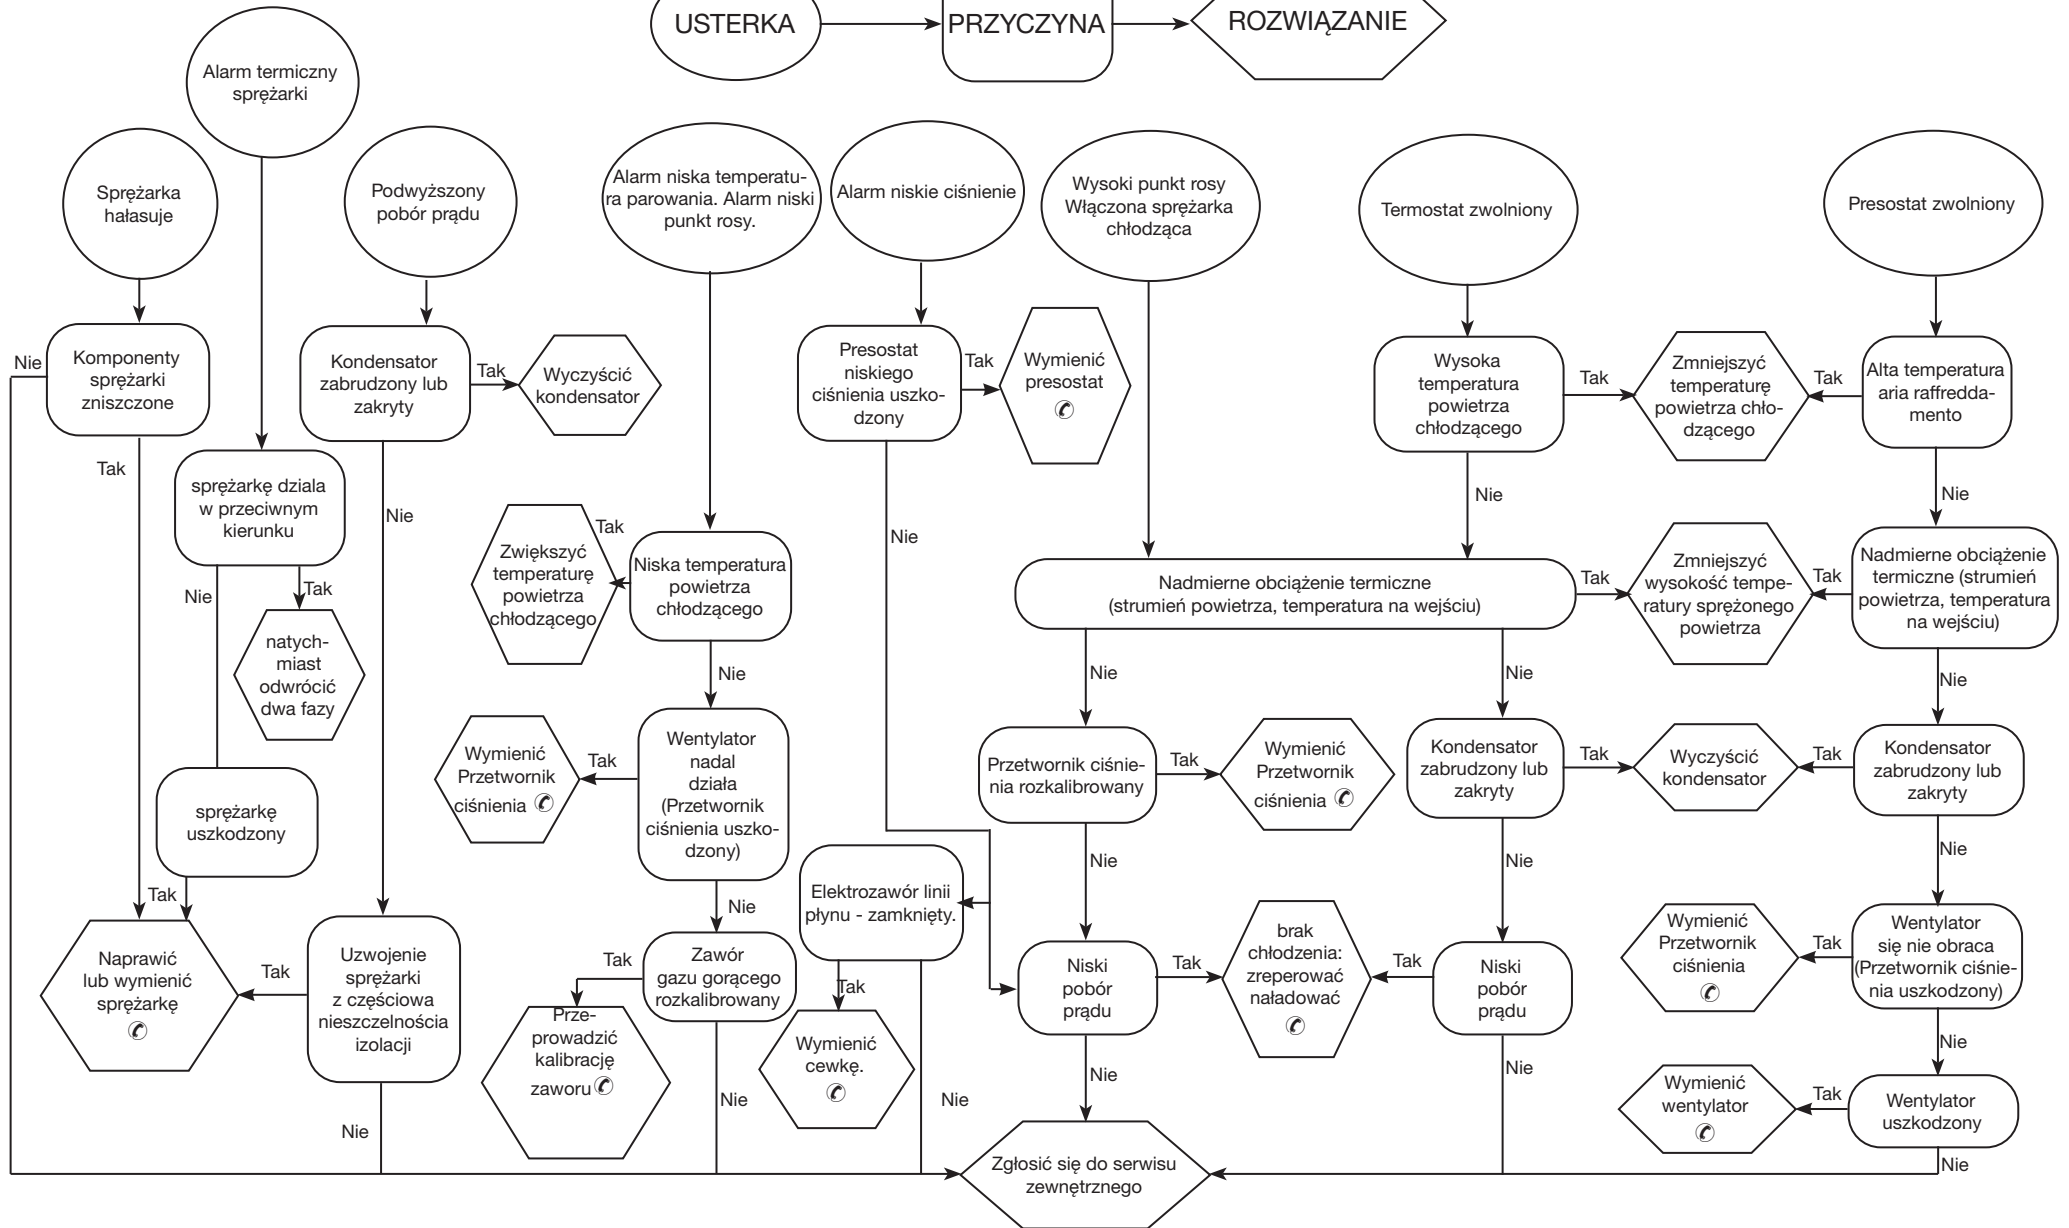 USTERKA
PRZYCZYNA
ROZWIĄZANIE
Alarm termiczny
sprężarki
Sprężarka
hałasuje
Podwyższony
pobór prądu
Alarm niska temperatu-
ra parowania. Alarm niski
punkt rosy.
Alarm niskie ciśnienie
Wysoki punkt rosy
Włączona sprężarka
chłodząca
Termostat zwolniony
Presostat zwolniony
Nie
Komponenty
sprężarki
zniszczone
Tak
Kondensator
zabrudzony lub
zakryty
Tak
Wyczyścić
kondensator
Nie
Presostat
niskiego
ciśnienia uszko-
dzony
Tak
Wymienić
presostat
✆
Nie
Wysoka
temperatura
powietrza
chłodzącego
Tak
Zmniejszyć
temperaturę
powietrza chło-
dzącego
Tak
Alta temperatura
aria raffredda-
mento
Nie
Nie
sprężarkę dziala
w przeciwnym
kierunku
Nie
Tak
natych-
miast
odwrócić
dwa fazy
Zwiększyć
temperaturę
powietrza
chłodzącego
Tak
Niska temperatura
powietrza
chłodzącego
Nie
Nadmierne obciążenie termiczne
(strumień powietrza, temperatura na wejściu)
Tak
Zmniejszyć
wysokość tempe-
ratury sprężonego
powietrza
Tak
Nadmierne obciążenie
termiczne (strumień
powietrza, temperatura
na wejściu)
Nie
Nie
Nie
Wymienić
Przetwornik
ciśnienia ✆
Tak
Wentylator
nadal
działa
(Przetwornik
ciśnienia uszko-
dzony)
Nie
Przetwornik ciśnie-
nia rozkalibrowany
Tak
Wymienić
Przetwornik
ciśnienia ✆
Nie
Kondensator
zabrudzony lub
zakryty
Tak
Wyczyścić
kondensator
Tak
Kondensator
zabrudzony lub
zakryty
Nie
Nie
sprężarkę
uszkodzony
Tak
Naprawić
lub wymienić
sprężarkę
✆
Tak
Uzwojenie
sprężarki
z częściowa
nieszczelnościa
izolacji
Nie
Tak
Zawór
gazu gorącego
rozkalibrowany
Prze-
prowadzić
kalibrację
zaworu ✆
Nie
Elektrozawór linii
płynu - zamknięty.
Tak
Wymienić
cewkę.
✆
Nie
Niski
pobór
prądu
Tak
brak
chłodzenia:
zreperować
naładować
✆
Tak
Niski
pobór
prądu
Nie
Nie
Wymienić
Przetwornik
ciśnienia
✆
Tak
Wentylator
się nie obraca
(Przetwornik ciśnie-
nia uszkodzony)
Nie
Wymienić
wentylator
✆
Tak
Wentylator
uszkodzony
Nie
Zgłosić się do serwisu
zewnętrznego